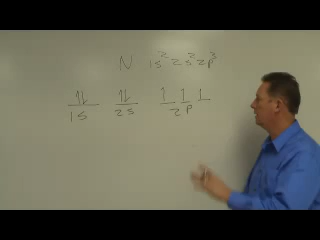 N 1s²2s²2p³
⇅ ⇅ ↑ ↑ ↑
1s 2s 2p